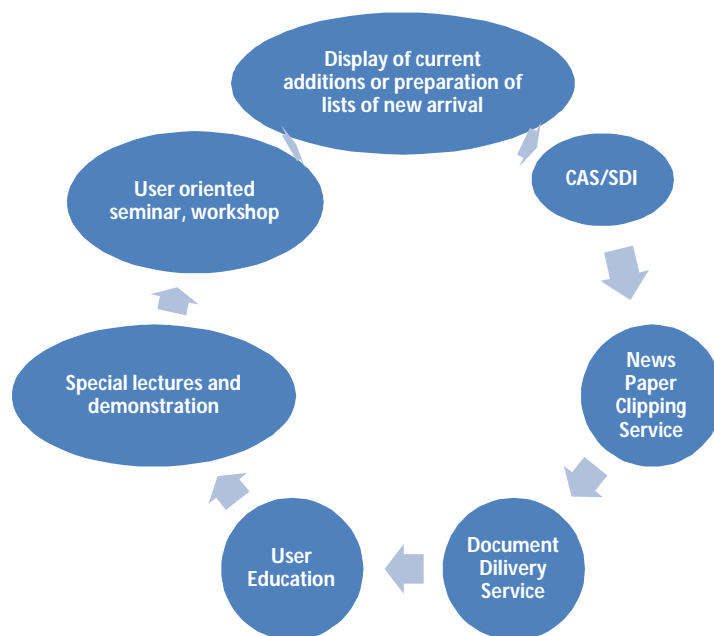 Display of current
additions or preparation of
lists of new arrival
CAS/SDI
News
Paper
Clipping
Service
Document
Dilivery
Service
User
Education
Special lectures and
demonstration
User oriented
seminar, workshop